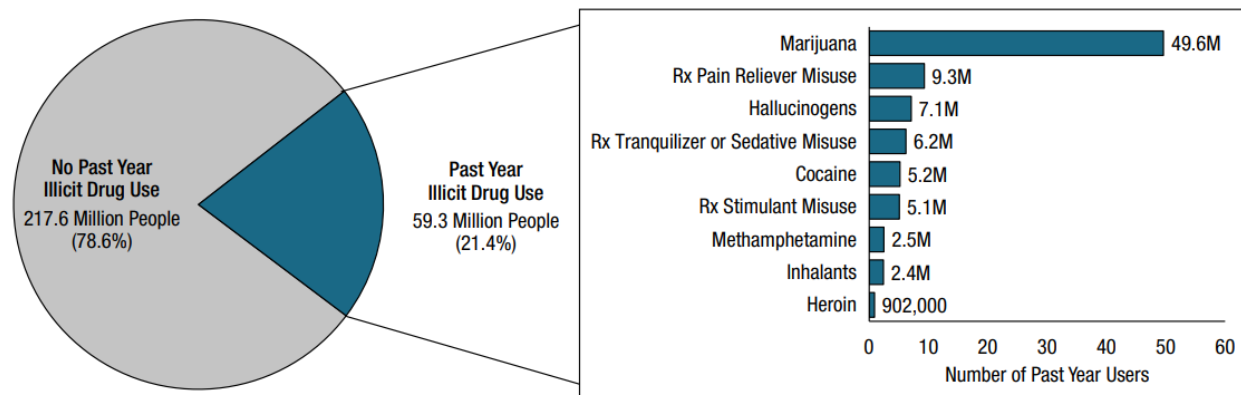 No Past Year
Illicit Drug Use
217.6 Million People
(78.6%)
Past Year
Illicit Drug Use
59.3 Million People
(21.4%)
Marijuana 49.6M
Rx Pain Reliever Misuse 9.3M
Hallucinogens 7.1M
Rx Tranquilizer or Sedative Misuse 6.2M
Cocaine 5.2M
Rx Stimulant Misuse 5.1M
Methamphetamine 2.5M
Inhalants 2.4M
Heroin 902,000
0 10 20 30 40 50 60
Number of Past Year Users